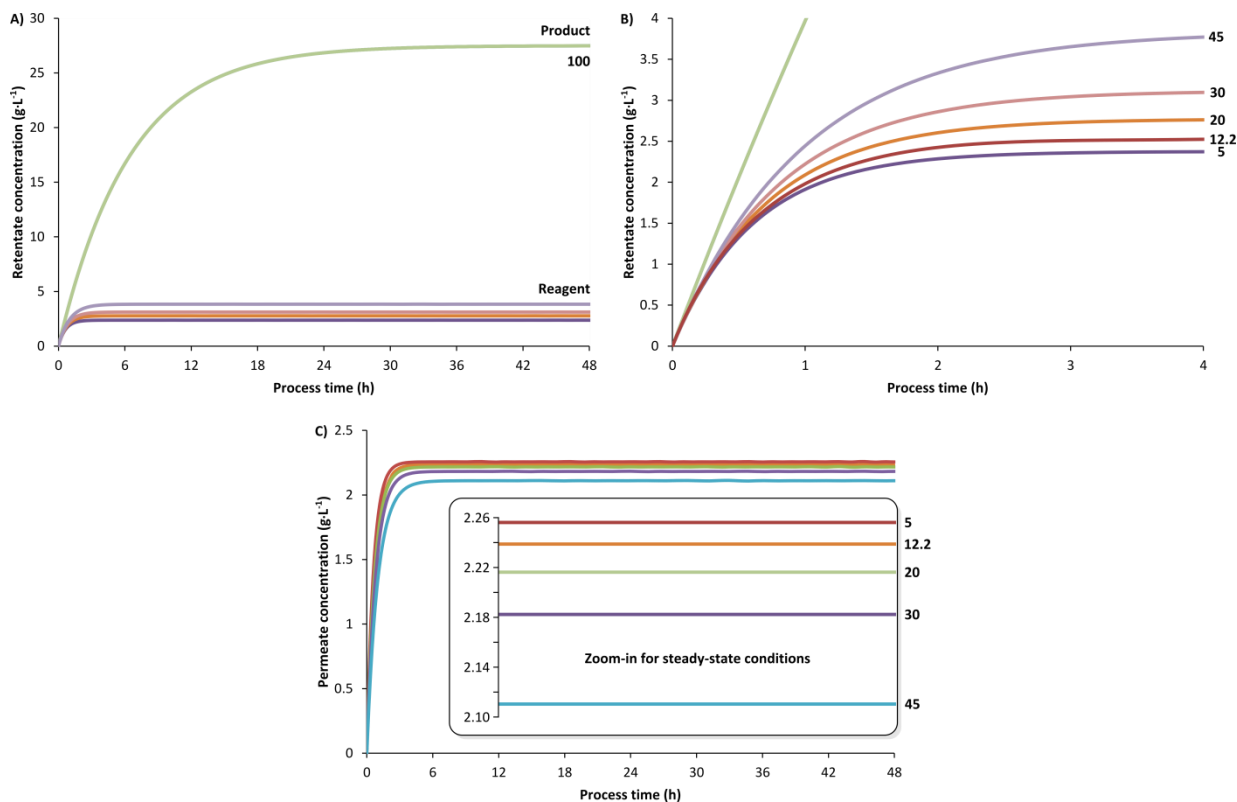 A)
30
25
20
15
10
5
0
Retentate concentration (g·L⁻¹)
Product
100
Reagent
0 6 12 18 24 30 36 42 48
Process time (h)
B)
4
3.5
3
2.5
2
1.5
1
0.5
0
Retentate concentration (g·L⁻¹)
45
30
20
12.2
5
0 1 2 3 4
Process time (h)
C)
2.5
2
1.5
1
0.5
0
Permeate concentration (g·L⁻¹)
2.26
2.22
2.18
2.14
2.10
Zoom-in for steady-state conditions
5
12.2
20
30
45
0 6 12 18 24 30 36 42 48
Process time (h)